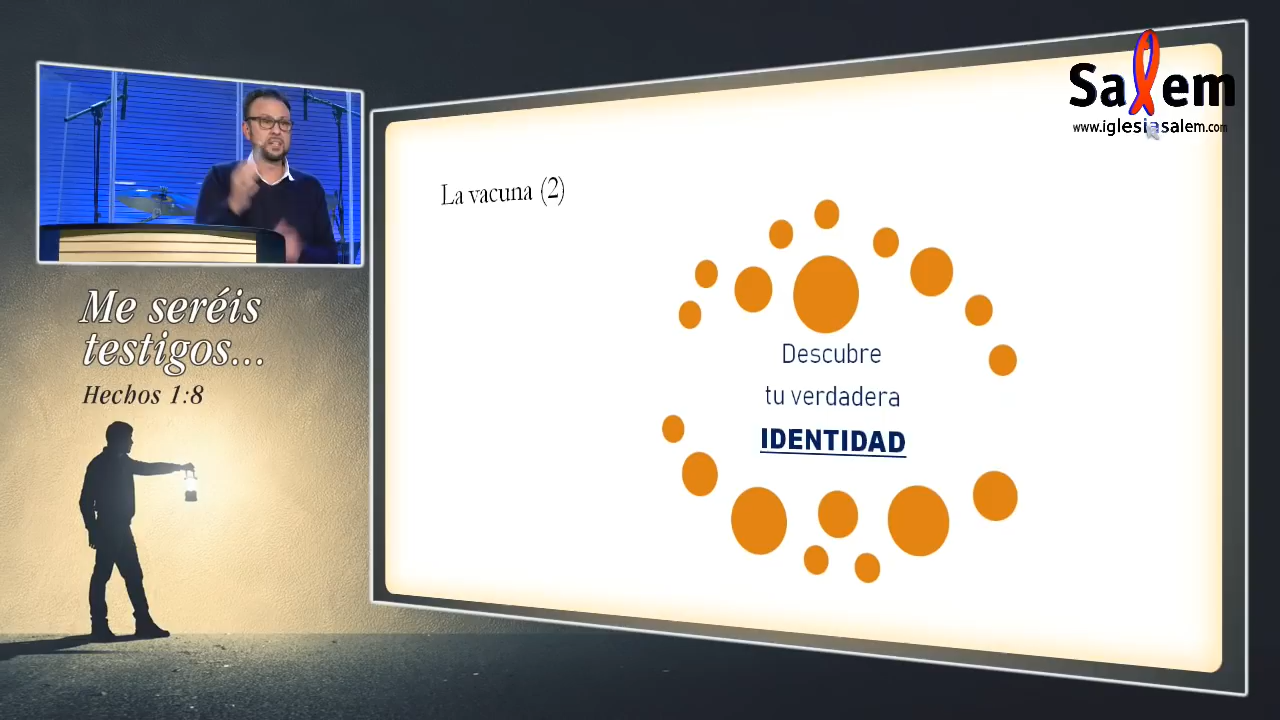 Salem
www.iglesiasalem.com
La vacuna (2)
Me seréis
testigos...
Hechos 1:8
Descubre
tu verdadera
IDENTIDAD